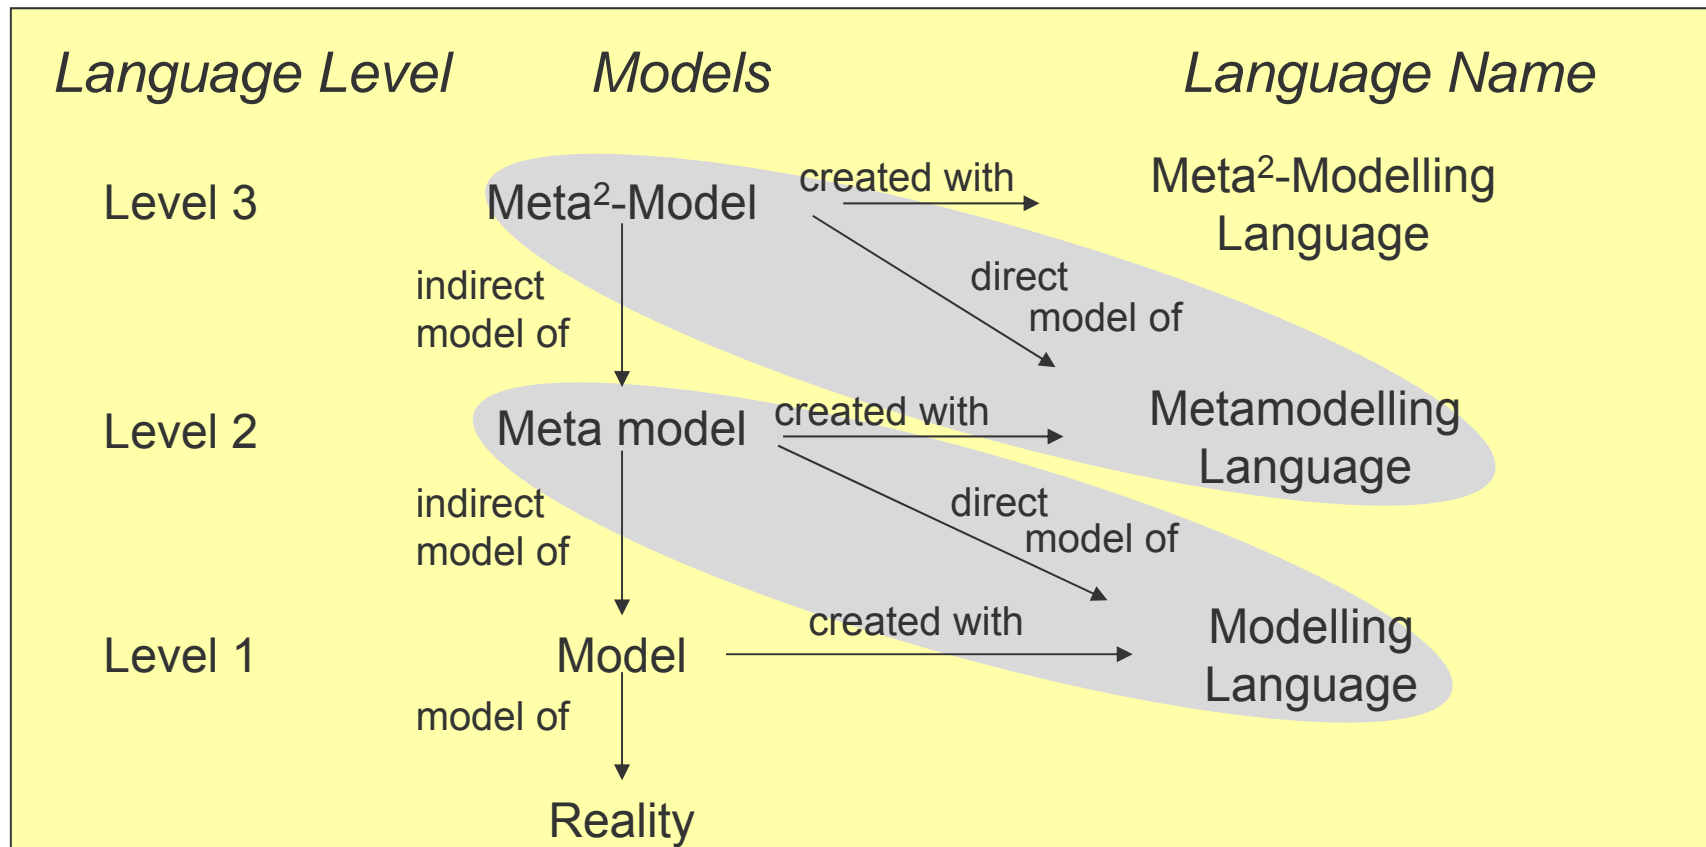 Language Level Models Language Name
Level 3 Meta²-Model created with Meta²-Modelling
Language
indirect
model of
direct
model of
Level 2 Meta model created with Metamodelling
Language
indirect
model of
direct
model of
Level 1 Model created with Modelling
Language
model of
Reality